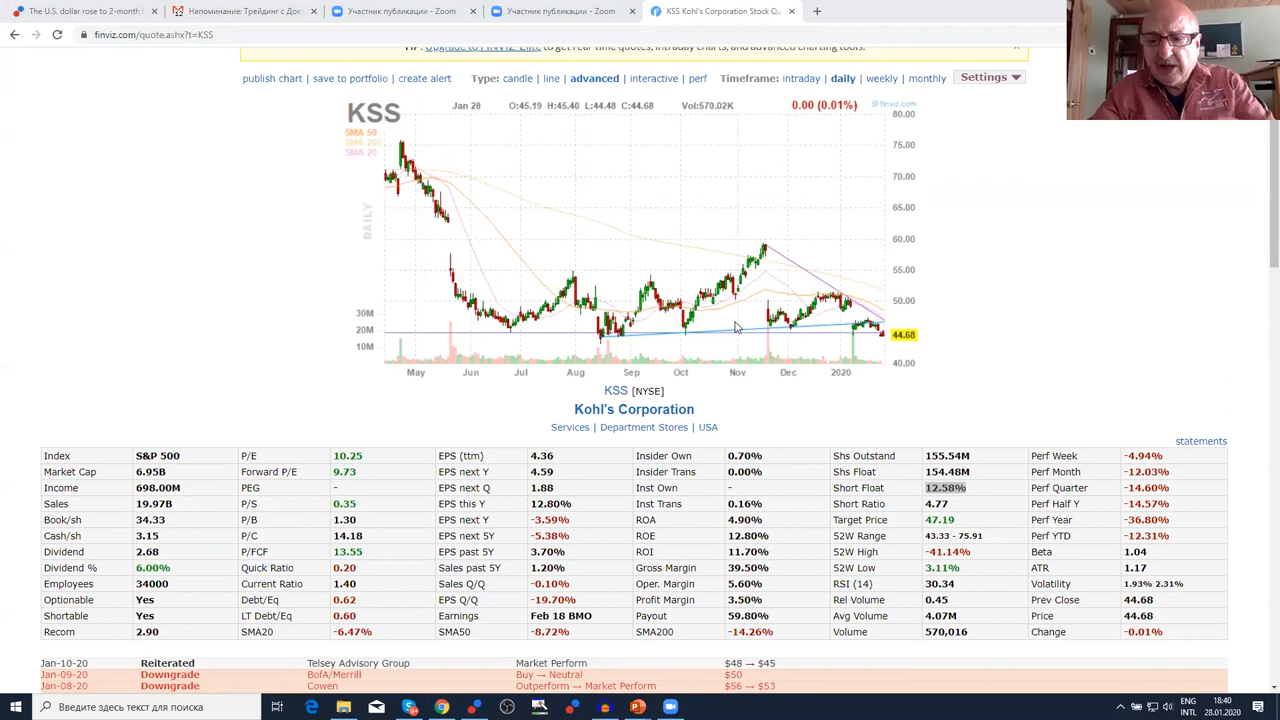 The U.S. dollar rose to 2-month
Напоминание: Трейдинг с Док
Участник публикации - Zoom
Участник публикации - Zoom
KSS Kohl's Corporation Stock Qu
finviz.com/quote.ashx?t=KSS
Upgrade to FINVIZ*Elite to get real-time quotes, intraday charts, and advanced charting tools.
publish chart | save to portfolio | create alert Type: candle | line | advanced | interactive | perf Timeframe: intraday | daily | weekly | monthly Settings
KSS Jan 28 O:45.19 H:45.40 L:44.48 C:44.68 Vol:570.02K 0.00 (0.01%) © finviz.com
SMA 50
SMA 200
SMA 20
DAILY
80.00
75.00
70.00
65.00
60.00
55.00
50.00
44.68
40.00
30M
20M
10M
May Jun Jul Aug Sep Oct Nov Dec 2020
KSS [NYSE]
Kohl's Corporation
Services | Department Stores | USA
statements
Index S&P 500 P/E 10.25 EPS (ttm) 4.36 Insider Own 0.70% Shs Outstand 155.54M Perf Week -4.94%
Market Cap 6.95B Forward P/E 9.73 EPS next Y 4.59 Insider Trans 0.00% Shs Float 154.48M Perf Month -12.03%
Income 698.00M PEG - EPS next Q 1.88 Inst Own - Short Float 12.58% Perf Quarter -14.60%
Sales 19.97B P/S 0.35 EPS this Y 12.80% Inst Trans 0.16% Short Ratio 4.77 Perf Half Y -14.57%
Book/sh 34.33 P/B 1.30 EPS next Y -3.59% ROA 4.90% Target Price 47.19 Perf Year -36.80%
Cash/sh 3.15 P/C 14.18 EPS next 5Y -5.38% ROE 12.80% 52W Range 43.33 - 75.91 Perf YTD -12.31%
Dividend 2.68 P/FCF 13.55 EPS past 5Y 3.70% ROI 11.70% 52W High -41.14% Beta 1.04
Dividend % 6.00% Quick Ratio 0.20 Sales past 5Y 1.20% Gross Margin 39.50% 52W Low 3.11% ATR 1.17
Employees 34000 Current Ratio 1.40 Sales Q/Q -0.10% Oper. Margin 5.60% RSI (14) 30.34 Volatility 1.93% 2.31%
Optionable Yes Debt/Eq 0.62 EPS Q/Q -19.70% Profit Margin 3.50% Rel Volume 0.45 Prev Close 44.68
Shortable Yes LT Debt/Eq 0.60 Earnings Feb 18 BMO Payout 59.80% Avg Volume 4.07M Price 44.68
Recom 2.90 SMA20 -6.47% SMA50 -8.72% SMA200 -14.26% Volume 570,016 Change -0.01%
Jan-10-20 Reiterated Telsey Advisory Group Market Perform $48 → $45
Jan-09-20 Downgrade BofA/Merrill Buy → Neutral $50
Jan-08-20 Downgrade Cowen Outperform → Market Perform $56 → $53
Введите здесь текст для поиска
ENG
INTL
18:40
28.01.2020